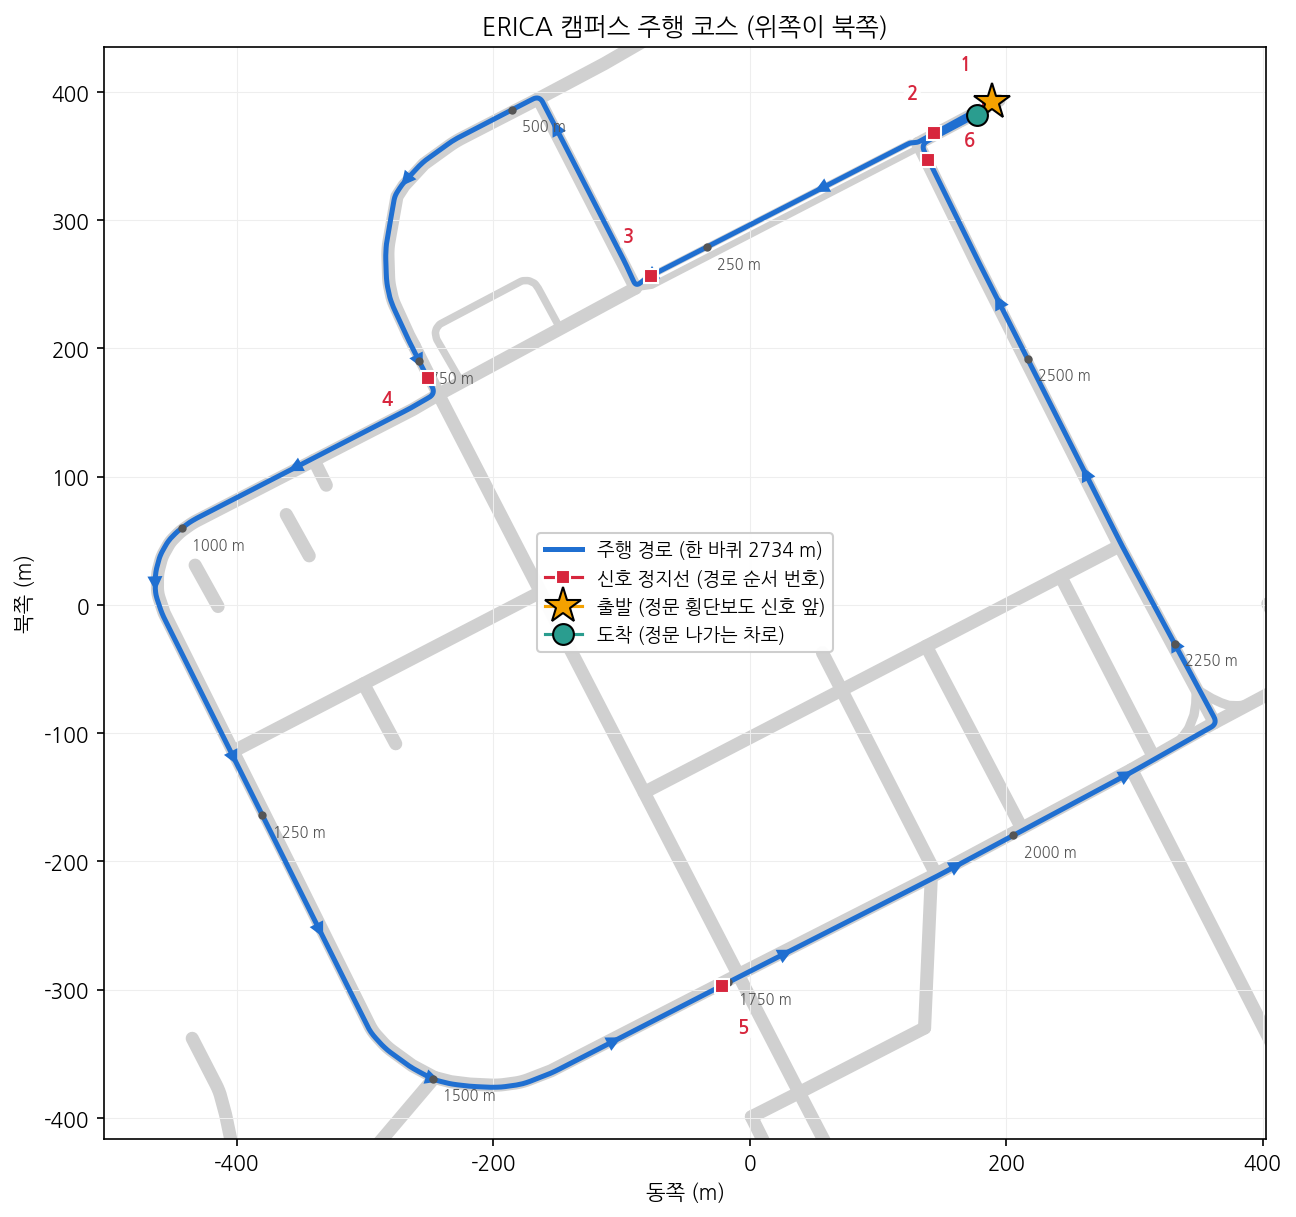 ERICA 캠퍼스 주행 코스 (위쪽이 북쪽)
1
2
6
3
4
5
500 m
250 m
750 m
1000 m
1250 m
1500 m
1750 m
2000 m
2250 m
2500 m
주행 경로 (한 바퀴 2734 m)
신호 정지선 (경로 순서 번호)
출발 (정문 횡단보도 신호 앞)
도착 (정문 나가는 차로)
북쪽 (m)
400
300
200
100
0
-100
-200
-300
-400
-400
-200
0
200
400
동쪽 (m)